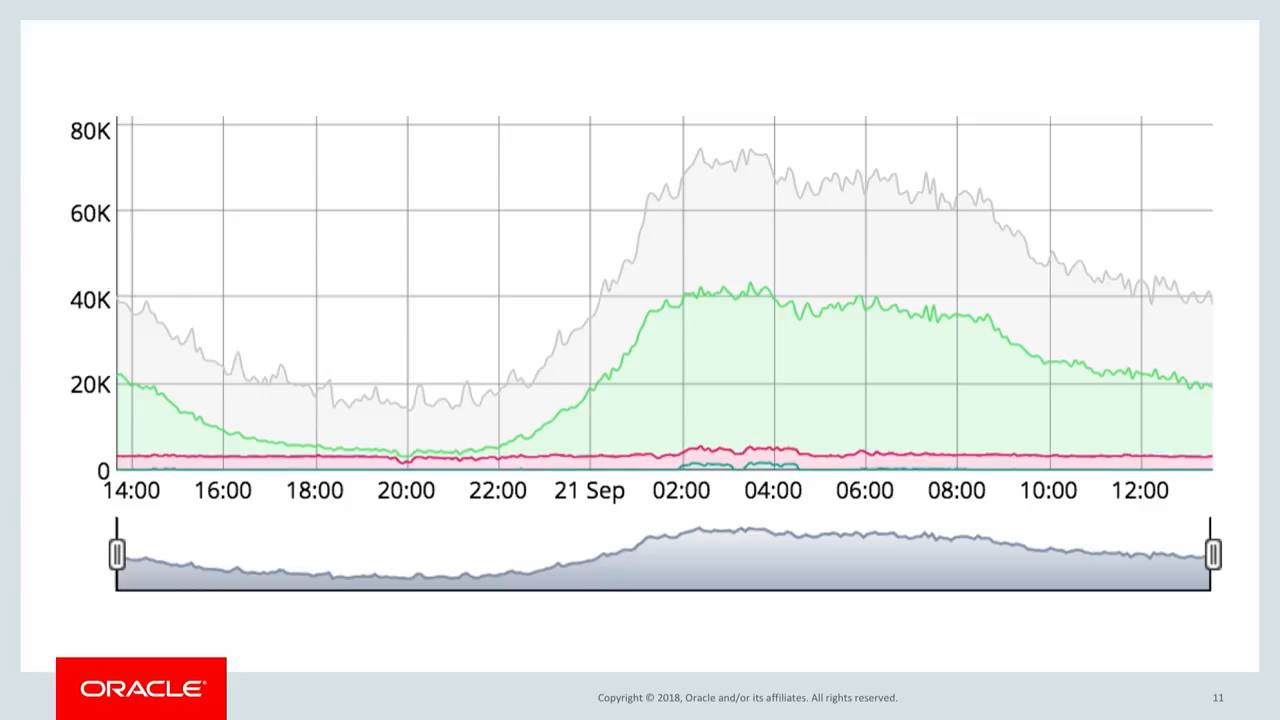 80K
60K
40K
20K
0
14:00 16:00 18:00 20:00 22:00 21 Sep 02:00 04:00 06:00 08:00 10:00 12:00
ORACLE®
Copyright © 2018, Oracle and/or its affiliates. All rights reserved.
11